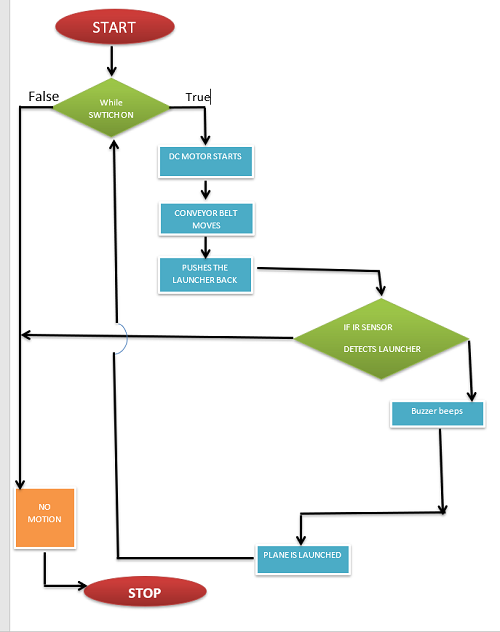 START
False
True
While
SWTICH ON
DC MOTOR STARTS
CONVEYOR BELT
MOVES
PUSHES THE
LAUNCHER BACK
IF IR SENSOR
DETECTS LAUNCHER
Buzzer beeps
NO
MOTION
PLANE IS LAUNCHED
STOP